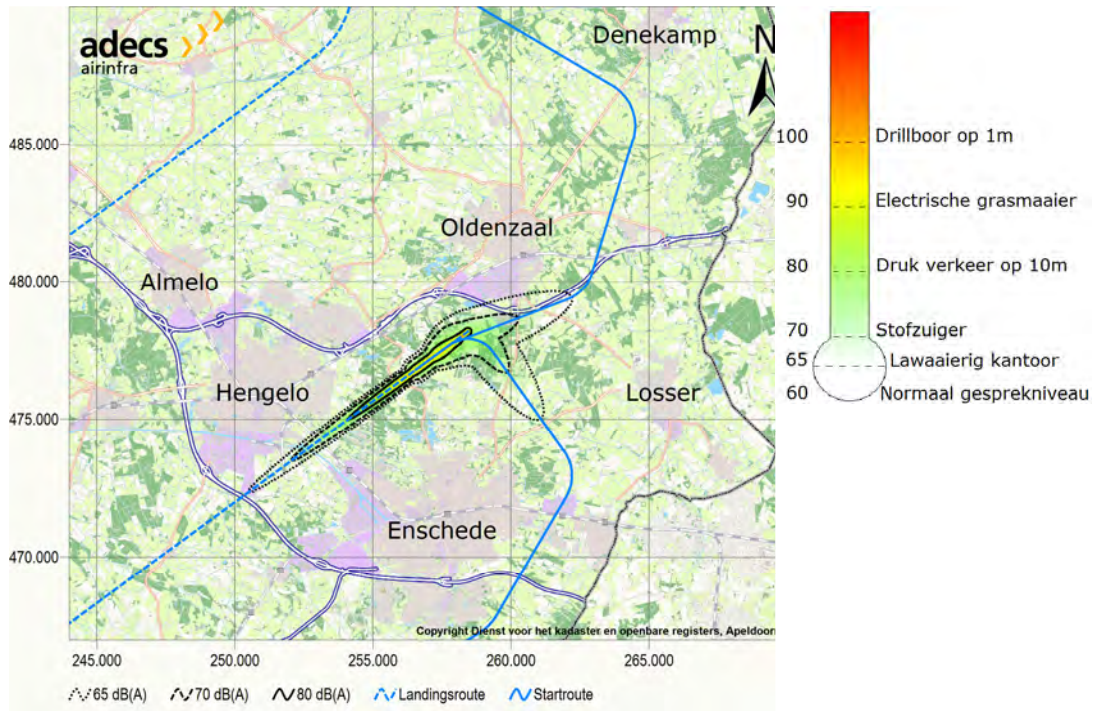 adecs
airinfra
Denekamp
N
485.000
Oldenzaal
480.000
Almelo
Hengelo
Losser
475.000
Enschede
470.000
Copyright Dienst voor het kadaster en openbare registers, Apeldoor
245.000 250.000 255.000 260.000 265.000
65 dB(A) 70 dB(A) 80 dB(A) Landingsroute Startroute
100 Drillboor op 1m
90 Electrische grasmaaier
80 Druk verkeer op 10m
70 Stofzuiger
65 Lawaaierig kantoor
60 Normaal gesprekniveau